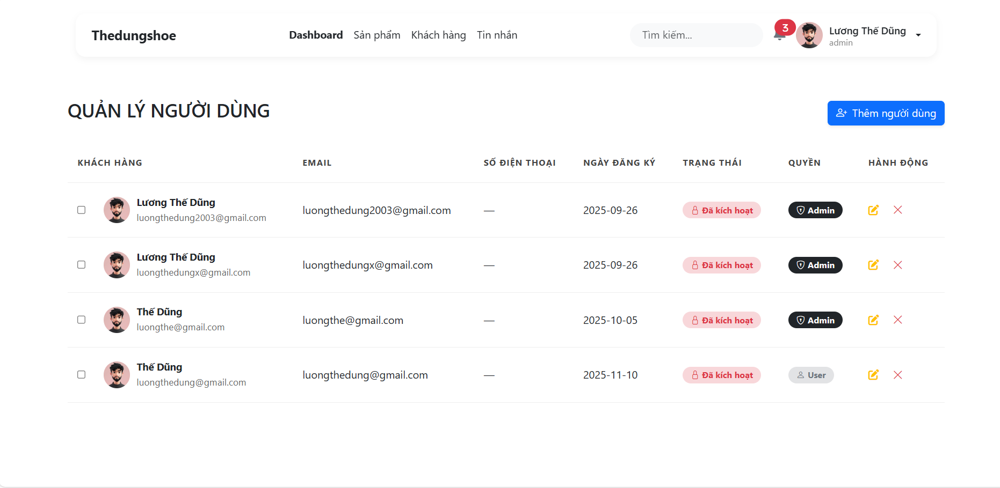 Thedungshoe
Dashboard Sản phẩm Khách hàng Tin nhắn
Tìm kiếm...
3
Lương Thế Dũng
admin
QUẢN LÝ NGƯỜI DÙNG
Thêm người dùng
KHÁCH HÀNG EMAIL SỐ ĐIỆN THOẠI NGÀY ĐĂNG KÝ TRẠNG THÁI QUYỀN HÀNH ĐỘNG
Lương Thế Dũng
luongthedung2003@gmail.com
luongthedung2003@gmail.com — 2025-09-26 Đã kích hoạt Admin
Lương Thế Dũng
luongthedungx@gmail.com
luongthedungx@gmail.com — 2025-09-26 Đã kích hoạt Admin
Thế Dũng
luongthe@gmail.com
luongthe@gmail.com — 2025-10-05 Đã kích hoạt Admin
Thế Dũng
luongthedung@gmail.com
luongthedung@gmail.com — 2025-11-10 Đã kích hoạt User